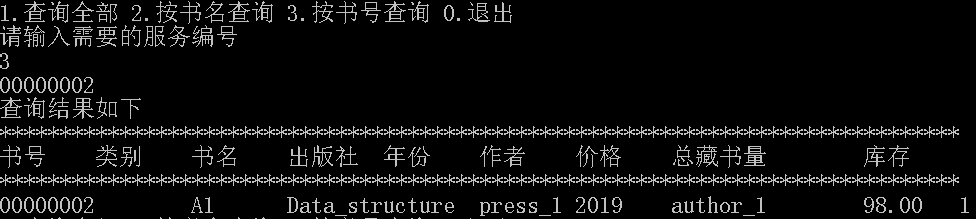 1.查询全部 2.按书名查询 3.按书号查询 0.退出
请输入需要的服务编号
3
00000002
查询结果如下
************************************************************************************************
书号 类别 书名 出版社 年份 作者 价格 总藏书量 库存
************************************************************************************************
00000002 A1 Data_structure press_1 2019 author_1 98.00 1